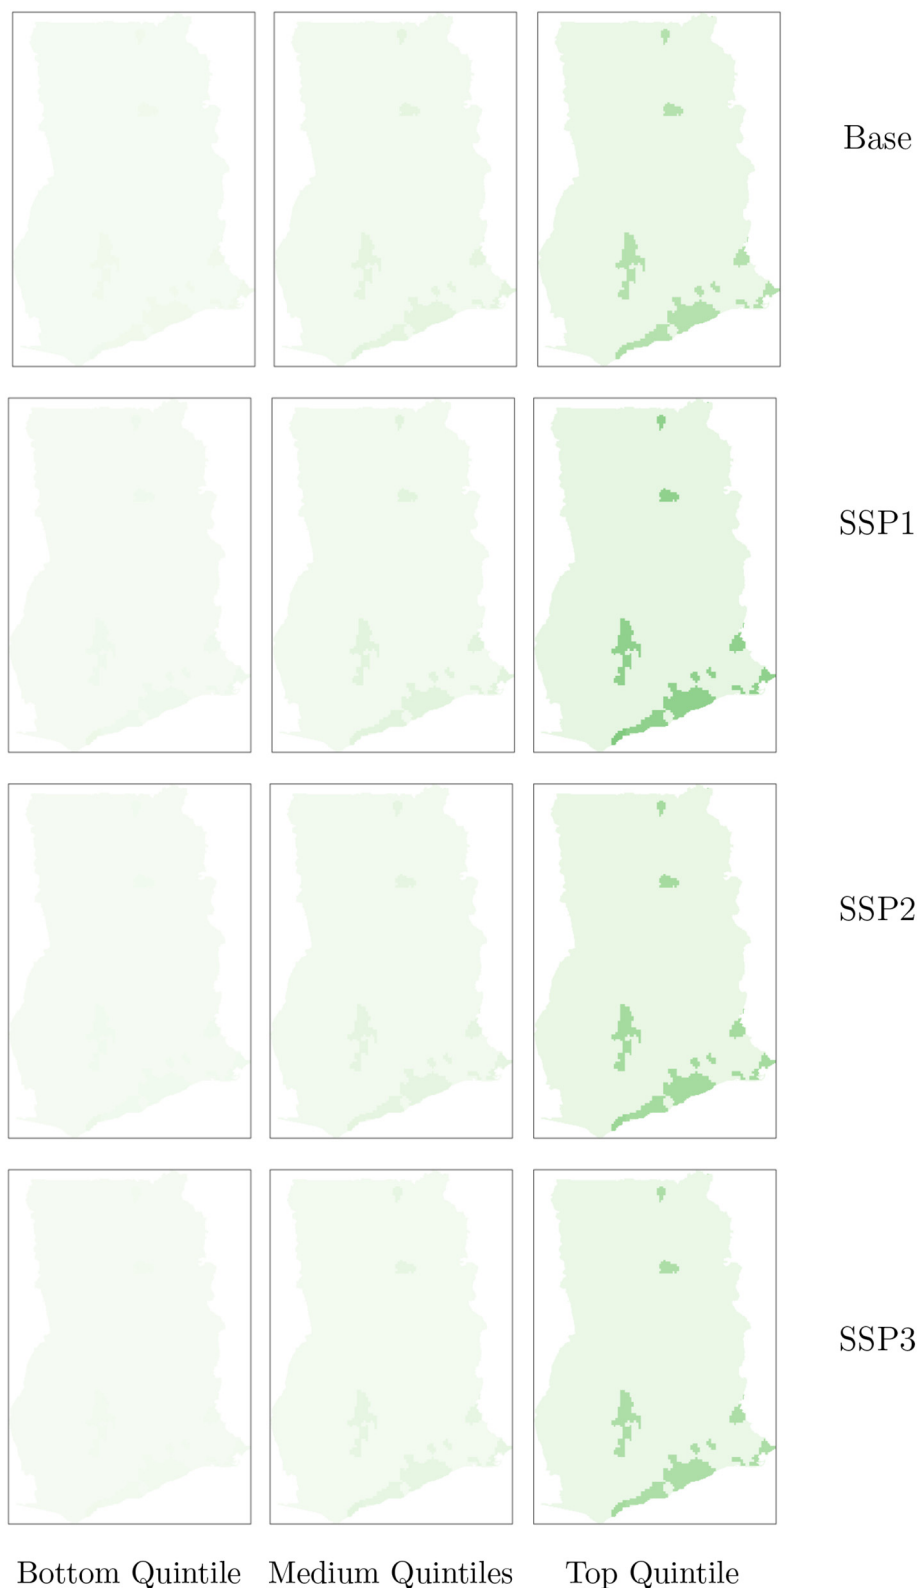 Base
SSP1
SSP2
SSP3
Bottom Quintile
Medium Quintiles
Top Quintile